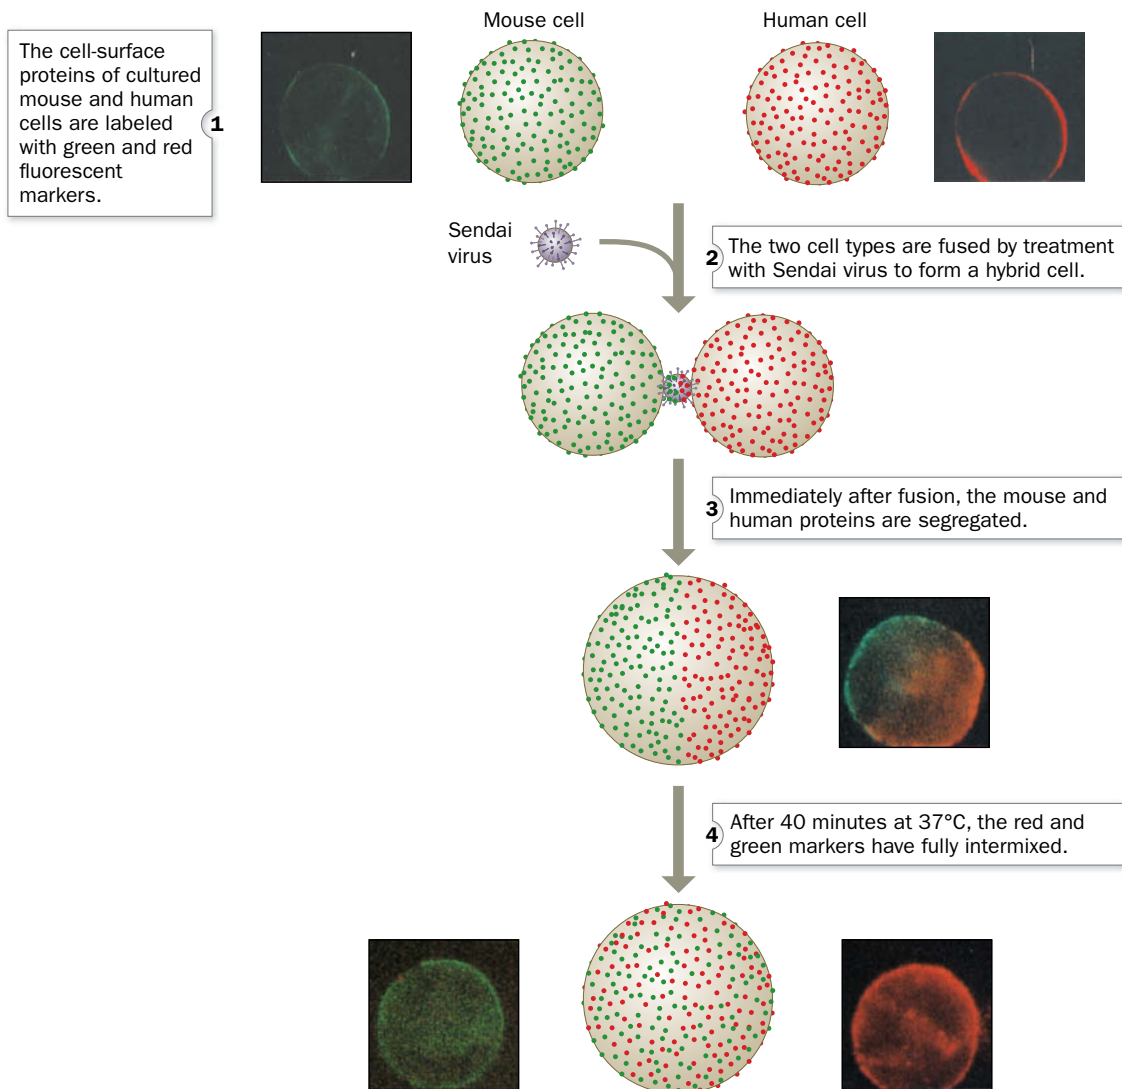 Mouse cell
Human cell
The cell-surface
proteins of cultured
mouse and human
cells are labeled
with green and red
fluorescent
markers.
1
Sendai
virus
2
The two cell types are fused by treatment
with Sendai virus to form a hybrid cell.
3
Immediately after fusion, the mouse and
human proteins are segregated.
4
After 40 minutes at 37°C, the red and
green markers have fully intermixed.